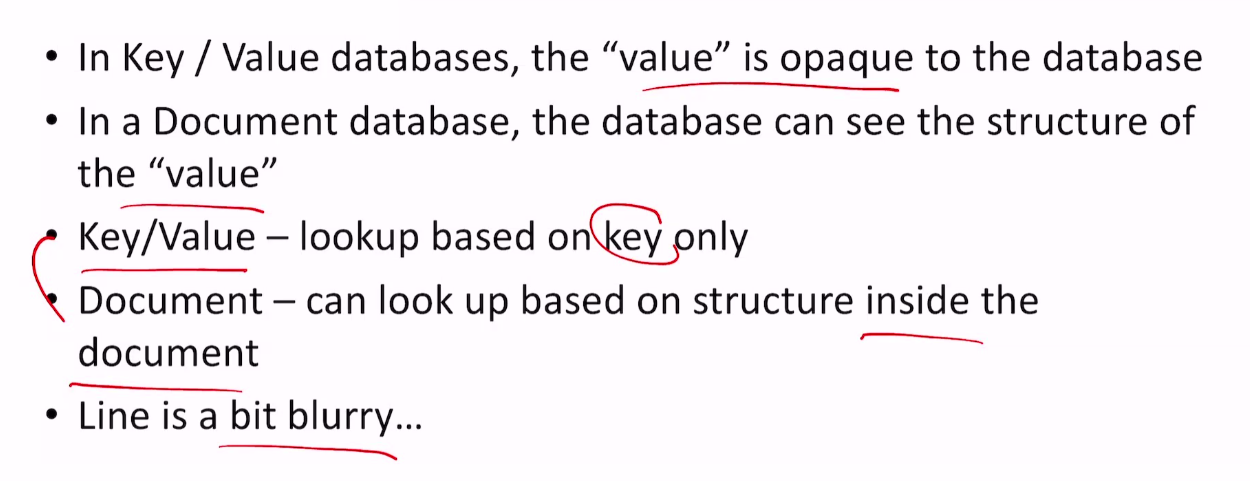 • In Key / Value databases, the “value” is opaque to the database
• In a Document database, the database can see the structure of
the “value”
• Key/Value – lookup based on key only
• Document – can look up based on structure inside the
document
• Line is a bit blurry…